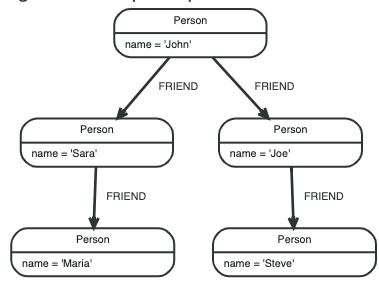 Person
name = 'John'
FRIEND
FRIEND
Person
name = 'Sara'
Person
name = 'Joe'
FRIEND
FRIEND
Person
name = 'Maria'
Person
name = 'Steve'